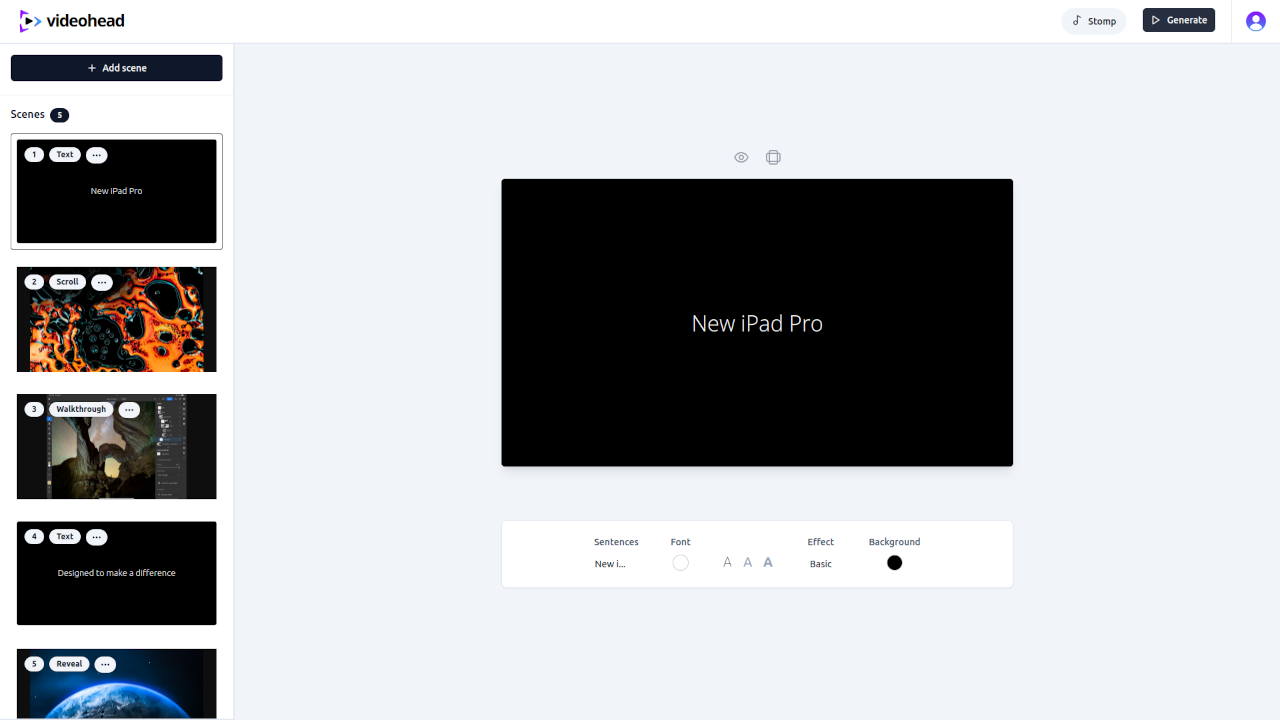 videohead
Stomp
Generate
+ Add scene
Scenes 5
1 Text ...
New iPad Pro
2 Scroll ...
3 Walkthrough ...
4 Text ...
Designed to make a difference
5 Reveal ...
New iPad Pro
Sentences Font Effect Background
New i... A A A Basic